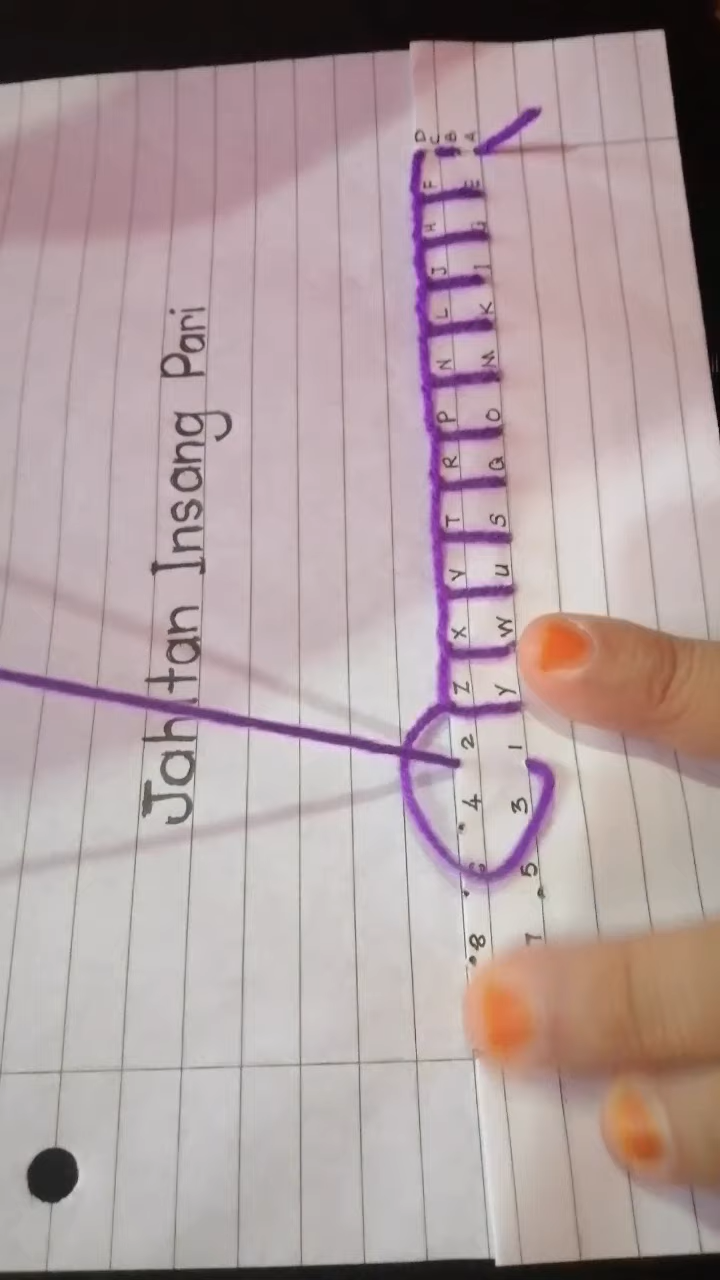 Jahitan Insang Pari
D C B A
F E
H G
J I
L K
N M
P O
R Q
T S
V U
X W
Z Y
2 1
4 3
6 5
8 7